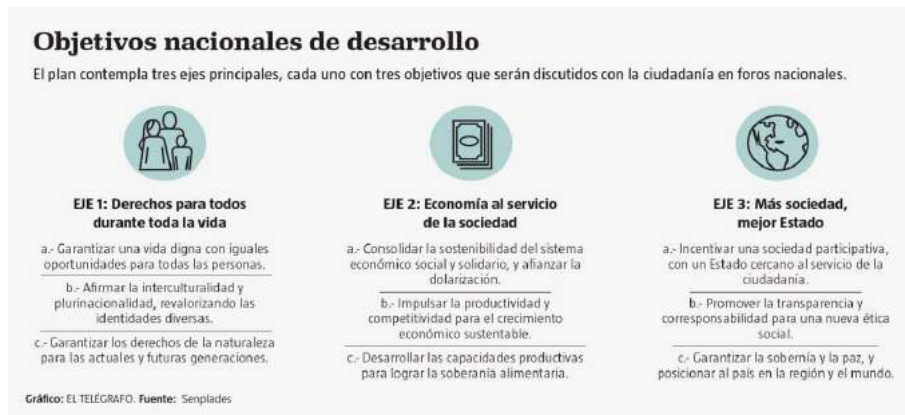 Objetivos nacionales de desarrollo
El plan contempla tres ejes principales, cada uno con tres objetivos que serán discutidos con la ciudadanía en foros nacionales.
EJE 1: Derechos para todos
durante toda la vida
a.- Garantizar una vida digna con iguales
oportunidades para todas las personas.
b.- Afirmar la interculturalidad y
plurinacionalidad, revalorizando las
identidades diversas.
c.- Garantizar los derechos de la naturaleza
para las actuales y futuras generaciones.
EJE 2: Economía al servicio
de la sociedad
a.- Consolidar la sostenibilidad del sistema
económico social y solidario, y afianzar la
dolarización.
b.- Impulsar la productividad y
competitividad para el crecimiento
económico sustentable.
c.- Desarrollar las capacidades productivas
para lograr la soberanía alimentaria.
EJE 3: Más sociedad,
mejor Estado
a.- Incentivar una sociedad participativa,
con un Estado cercano al servicio de la
ciudadanía.
b.- Promover la transparencia y
corresponsabilidad para una nueva ética
social.
c.- Garantizar la sobernía y la paz, y
posicionar al país en la región y el mundo.
Gráfico: EL TELÉGRAFO. Fuente: Senplades